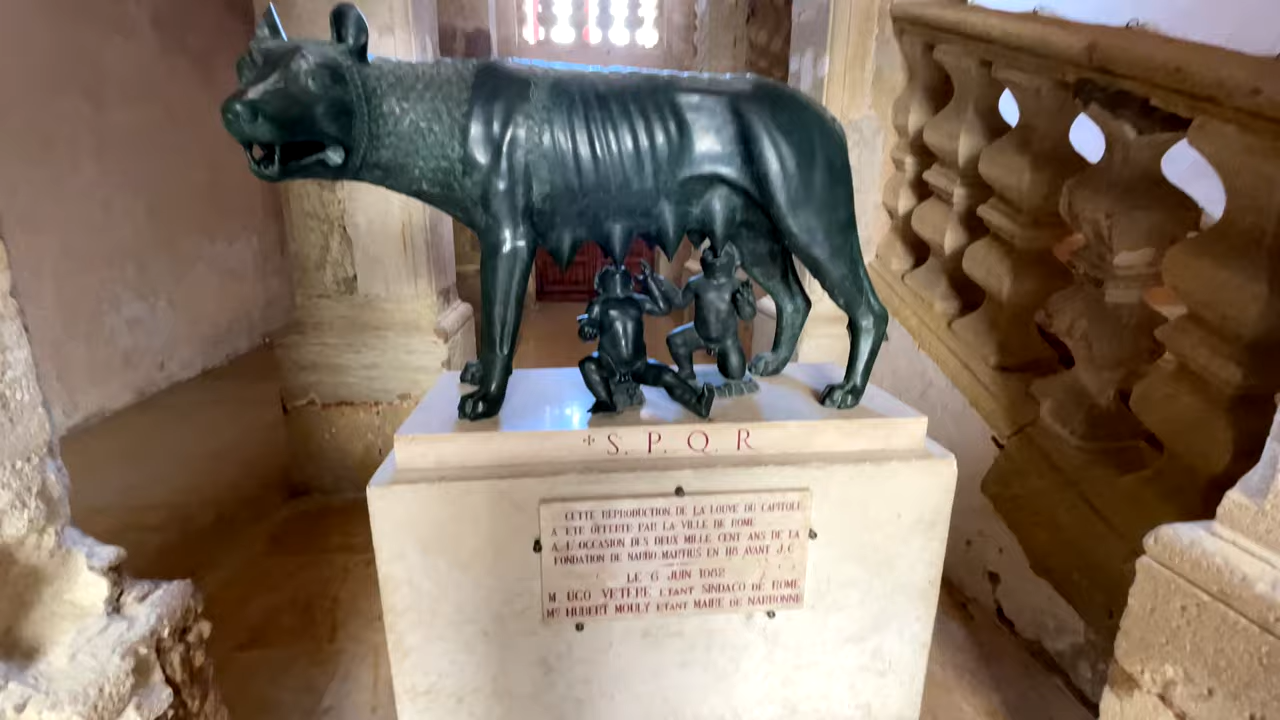 + S. P. Q. R
CETTE REPRODUCTION DE LA LOUVE DU CAPITOLE
A ETE OFFERTE PAR LA VILLE DE ROME
A L'OCCASION DES DEUX MILLE CENT ANS DE LA
FONDATION DE NARBO-MARTIUS EN 118 AVANT J.C
LE 6 JUIN 1982
M. UGO VETERE ETANT SINDACO DE ROME
Me HUBERT MOULY ETANT MAIRE DE NARBONNE